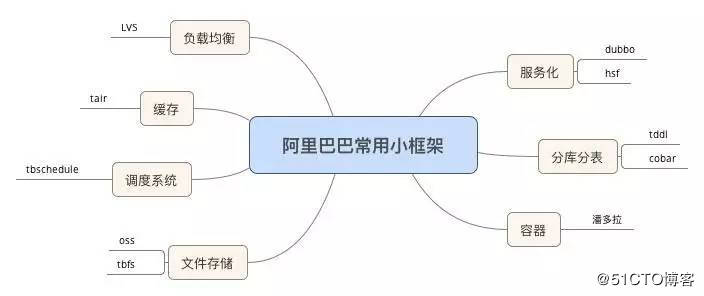 阿里巴巴常用小框架
负载均衡
LVS
缓存
tair
调度系统
tbschedule
文件存储
oss
tbfs
服务化
dubbo
hsf
分库分表
tddl
cobar
容器
潘多拉
@51CTO博客